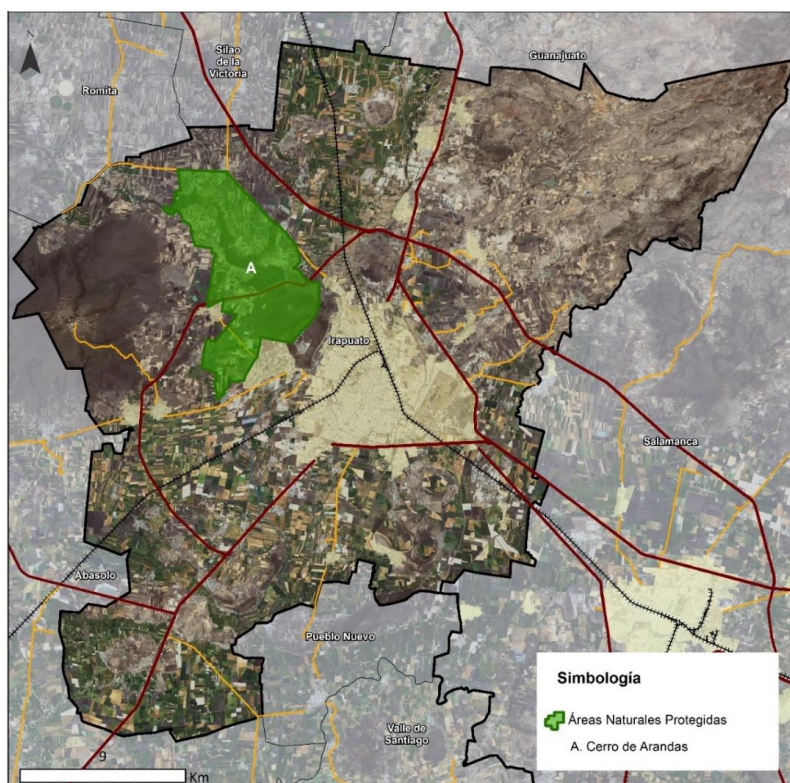 N
Silao
de la
Victoria
Guanajuato
Romita
A
Irapuato
Salamanca
Abasolo
Pueblo Nuevo
Valle de
Santiago
Simbología
Áreas Naturales Protegidas
A. Cerro de Arandas
9
Km